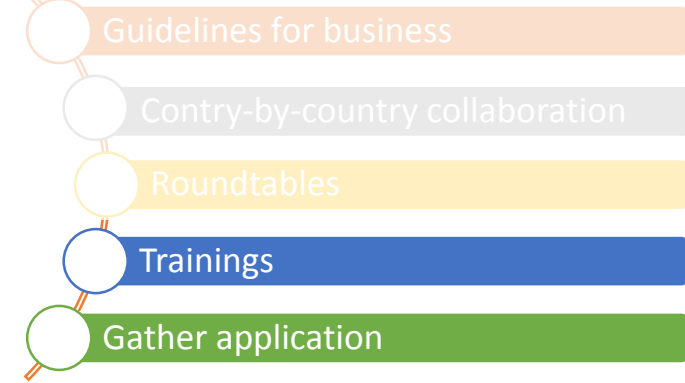 Guidelines for business
Contry-by-country collaboration
Roundtables
Trainings
Gather application